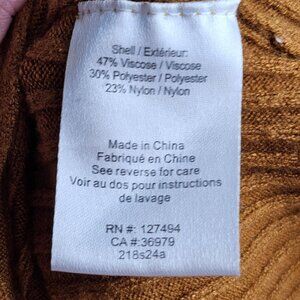 Shell / Extérieur:
47% Viscose / Viscose
30% Polyester / Polyester
23% Nylon / Nylon
Made in China
Fabriqué en Chine
See reverse for care
Voir au dos pour instructions
de lavage
RN #: 127494
CA #:36979
218s24a